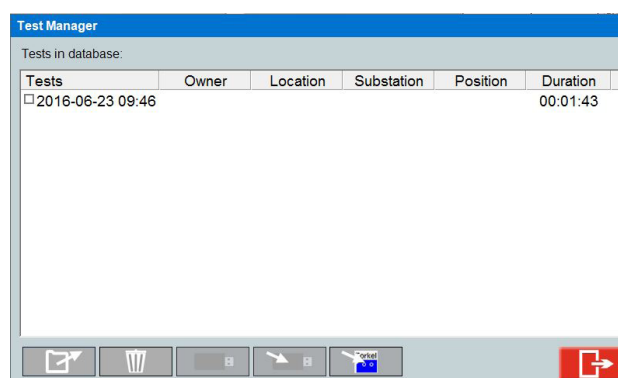 Test Manager
Tests in database:
Tests Owner Location Substation Position Duration
2016-06-23 09:46 00:01:43
Torkel